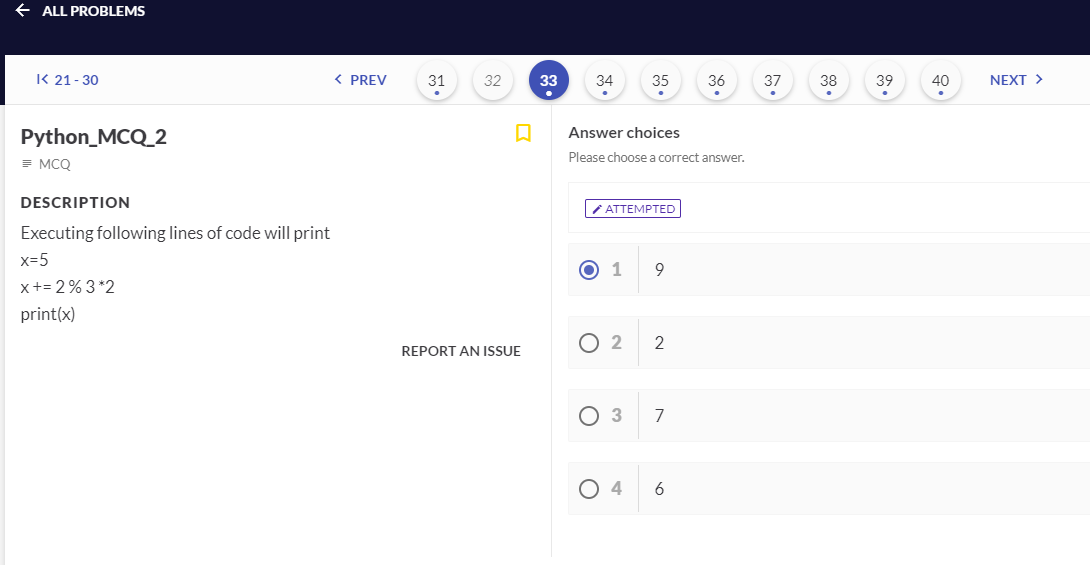 ALL PROBLEMS
21 - 30
PREV
31
32
33
34
35
36
37
38
39
40
NEXT
Python_MCQ_2
MCQ
DESCRIPTION
Executing following lines of code will print
x=5
x += 2 % 3 *2
print(x)
REPORT AN ISSUE
Answer choices
Please choose a correct answer.
ATTEMPTED
1 9
2 2
3 7
4 6